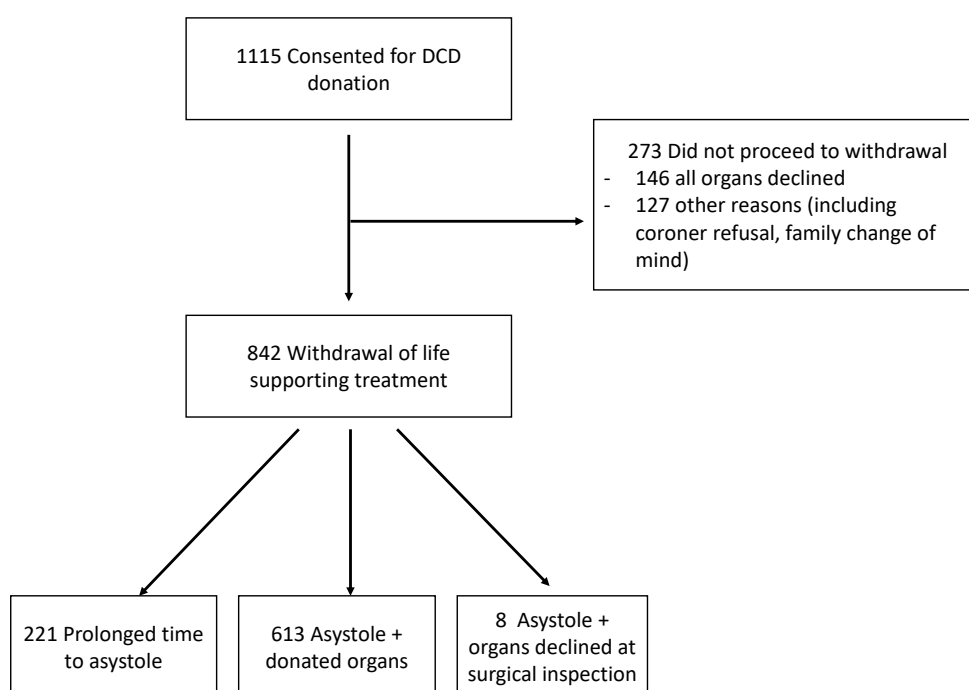 1115 Consented for DCD
donation
273 Did not proceed to withdrawal
- 146 all organs declined
- 127 other reasons (including
coroner refusal, family change of
mind)
842 Withdrawal of life
supporting treatment
221 Prolonged time
to asystole
613 Asystole +
donated organs
8 Asystole +
organs declined at
surgical inspection